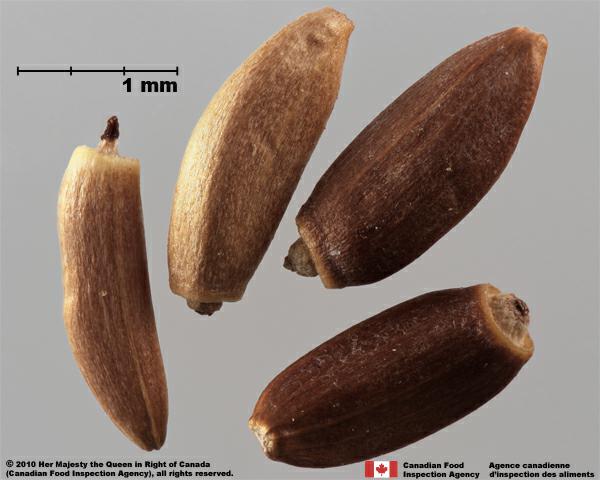 1 mm
© 2010 Her Majesty the Queen in Right of Canada
(Canadian Food Inspection Agency), all rights reserved.
Canadian Food
Inspection Agency
Agence canadienne
d'inspection des aliments